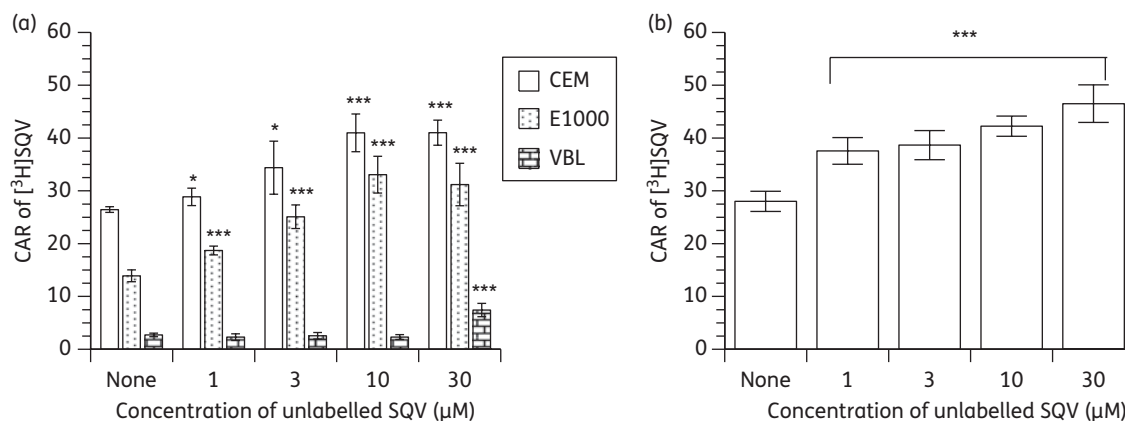 (a)
60
50
40
30
20
10
0
CAR of [³H]SQV
* *** * *** *** *** *** *** ***
None 1 3 10 30
Concentration of unlabelled SQV (µM)
CEM
E1000
VBL
(b)
60
50
40
30
20
10
0
CAR of [³H]SQV
***
None 1 3 10 30
Concentration of unlabelled SQV (µM)